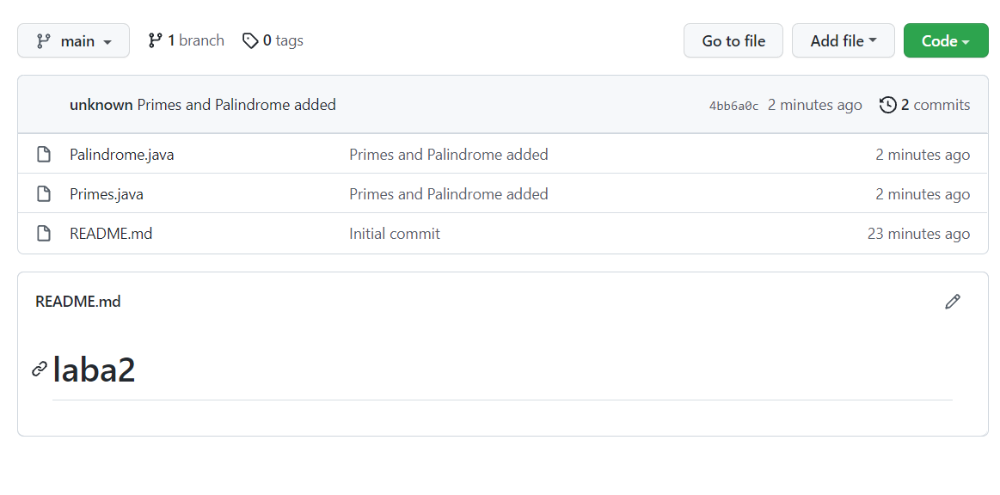 main 1 branch 0 tags Go to file Add file Code
unknown Primes and Palindrome added 4bb6a0c 2 minutes ago 2 commits
Palindrome.java Primes and Palindrome added 2 minutes ago
Primes.java Primes and Palindrome added 2 minutes ago
README.md Initial commit 23 minutes ago
README.md
laba2